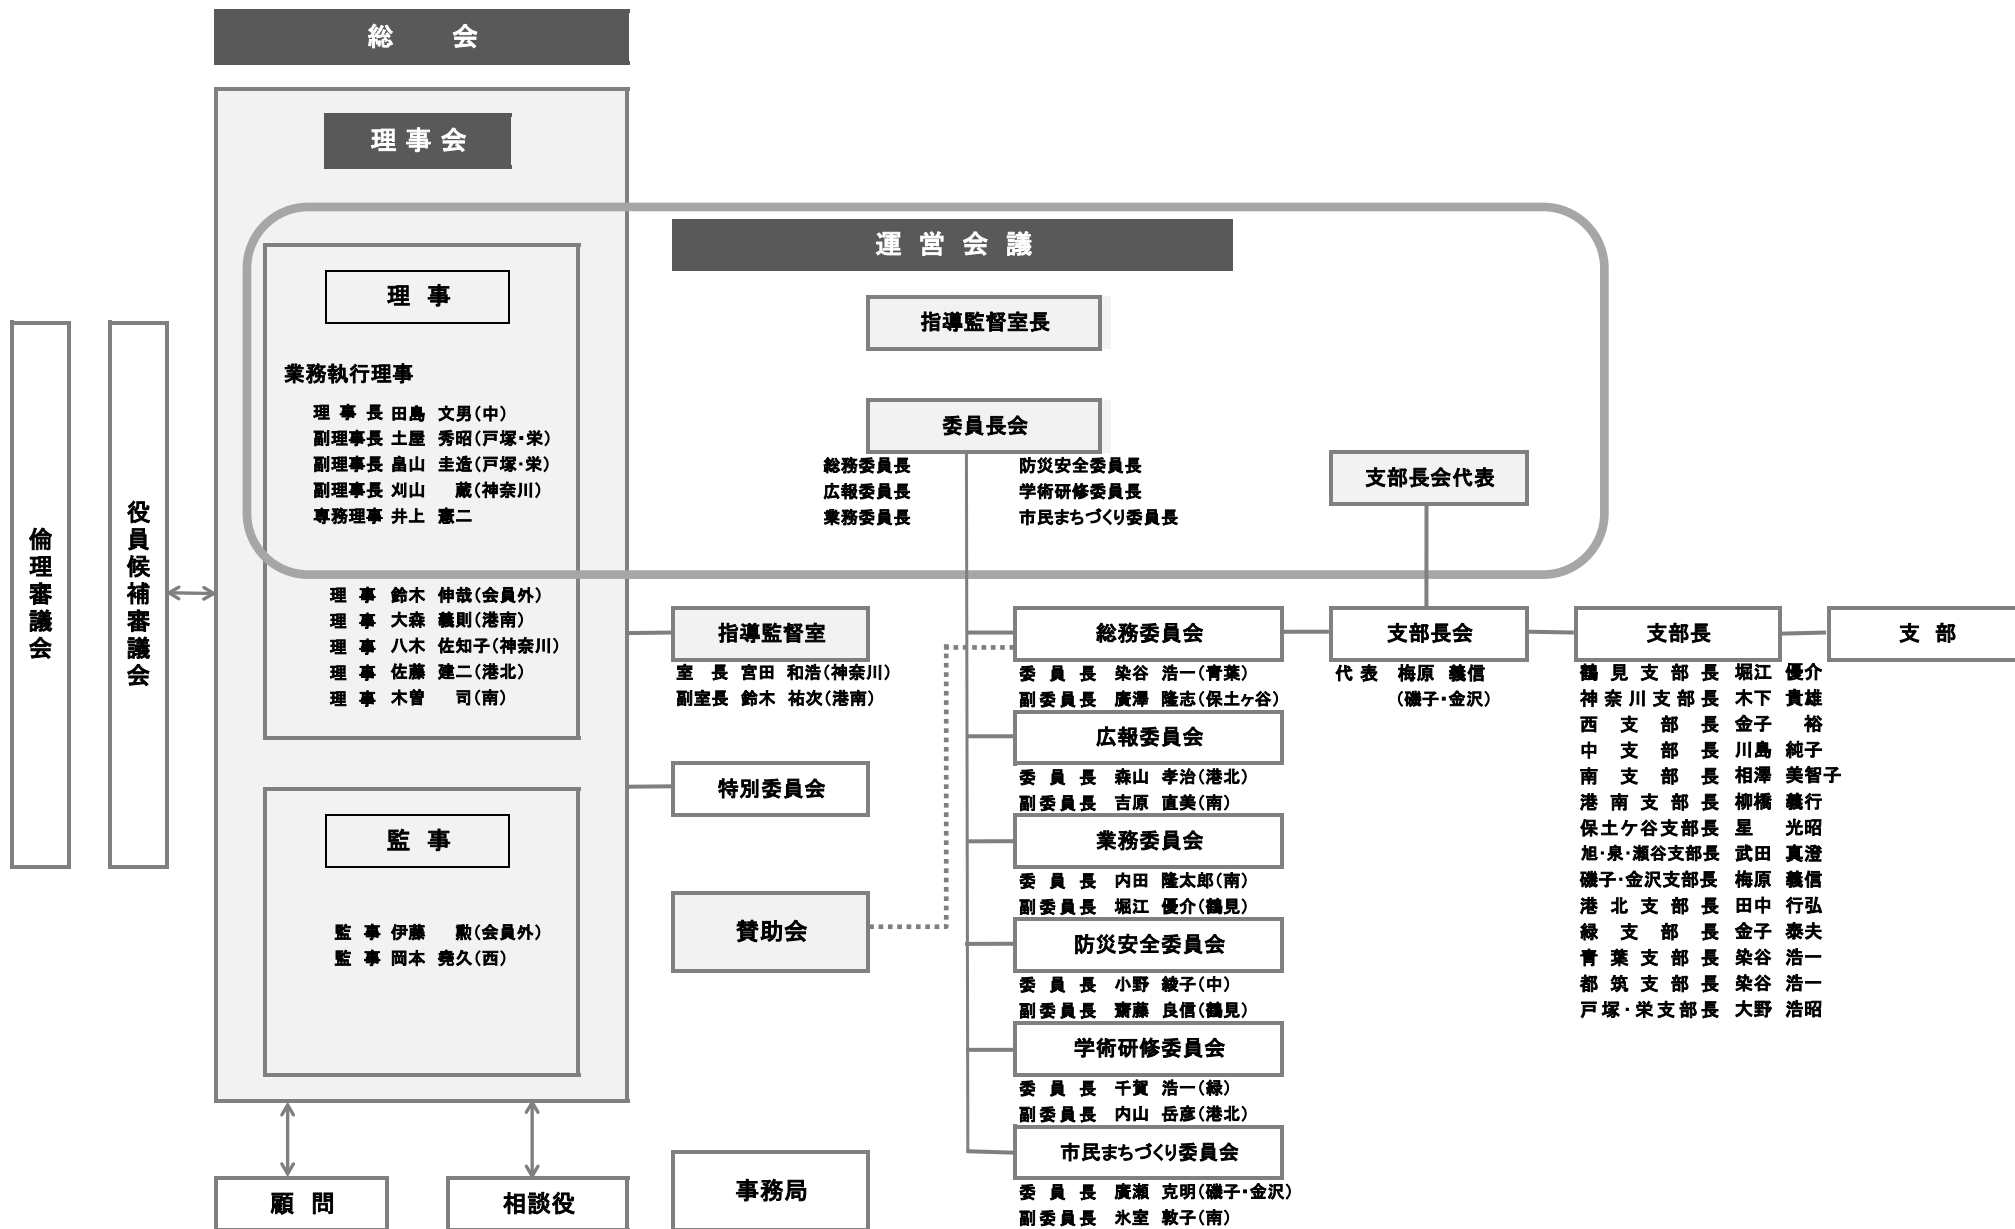 総 会
理 事 会
理 事
業務執行理事
理 事 長 田島 文男(中)
副理事長 土屋 秀昭(戸塚・栄)
副理事長 畠山 圭造(戸塚・栄)
副理事長 刈山 蔵(神奈川)
専務理事 井上 憲二
理 事 鈴木 伸哉(会員外)
理 事 大森 義則(港南)
理 事 八木 佐知子(神奈川)
理 事 佐藤 建二(港北)
理 事 木曽 司(南)
監 事
監 事 伊藤 勲(会員外)
監 事 岡本 堯久(西)
倫理審議会
役員候補審議会
顧 問
相談役
運 営 会 議
指導監督室長
委員長会
総務委員長
広報委員長
業務委員長
防災安全委員長
学術研修委員長
市民まちづくり委員長
支部長会代表
指導監督室
室 長 宮田 和浩(神奈川)
副室長 鈴木 祐次(港南)
特別委員会
賛助会
事務局
総務委員会
委 員 長 染谷 浩一(青葉)
副委員長 廣澤 隆志(保土ヶ谷)
広報委員会
委 員 長 森山 孝治(港北)
副委員長 吉原 直美(南)
業務委員会
委 員 長 内田 隆太郎(南)
副委員長 堀江 優介(鶴見)
防災安全委員会
委 員 長 小野 綾子(中)
副委員長 齋藤 良信(鶴見)
学術研修委員会
委 員 長 千賀 浩一(緑)
副委員長 内山 岳彦(港北)
市民まちづくり委員会
委 員 長 廣瀬 克明(磯子・金沢)
副委員長 氷室 敦子(南)
支部長会
代 表 梅原 義信
(磯子・金沢)
支部長
鶴 見 支 部 長 堀江 優介
神 奈 川 支 部 長 木下 貴雄
西 支 部 長 金子 裕
中 支 部 長 川島 純子
南 支 部 長 相澤 美智子
港 南 支 部 長 柳橋 義行
保土ケ谷支部長 星 光昭
旭・泉・瀬谷支部長 武田 真澄
磯子・金沢支部長 梅原 義信
港 北 支 部 長 田中 行弘
緑 支 部 長 金子 泰夫
青 葉 支 部 長 染谷 浩一
都 筑 支 部 長 染谷 浩一
戸塚・栄支部長 大野 浩昭
支 部